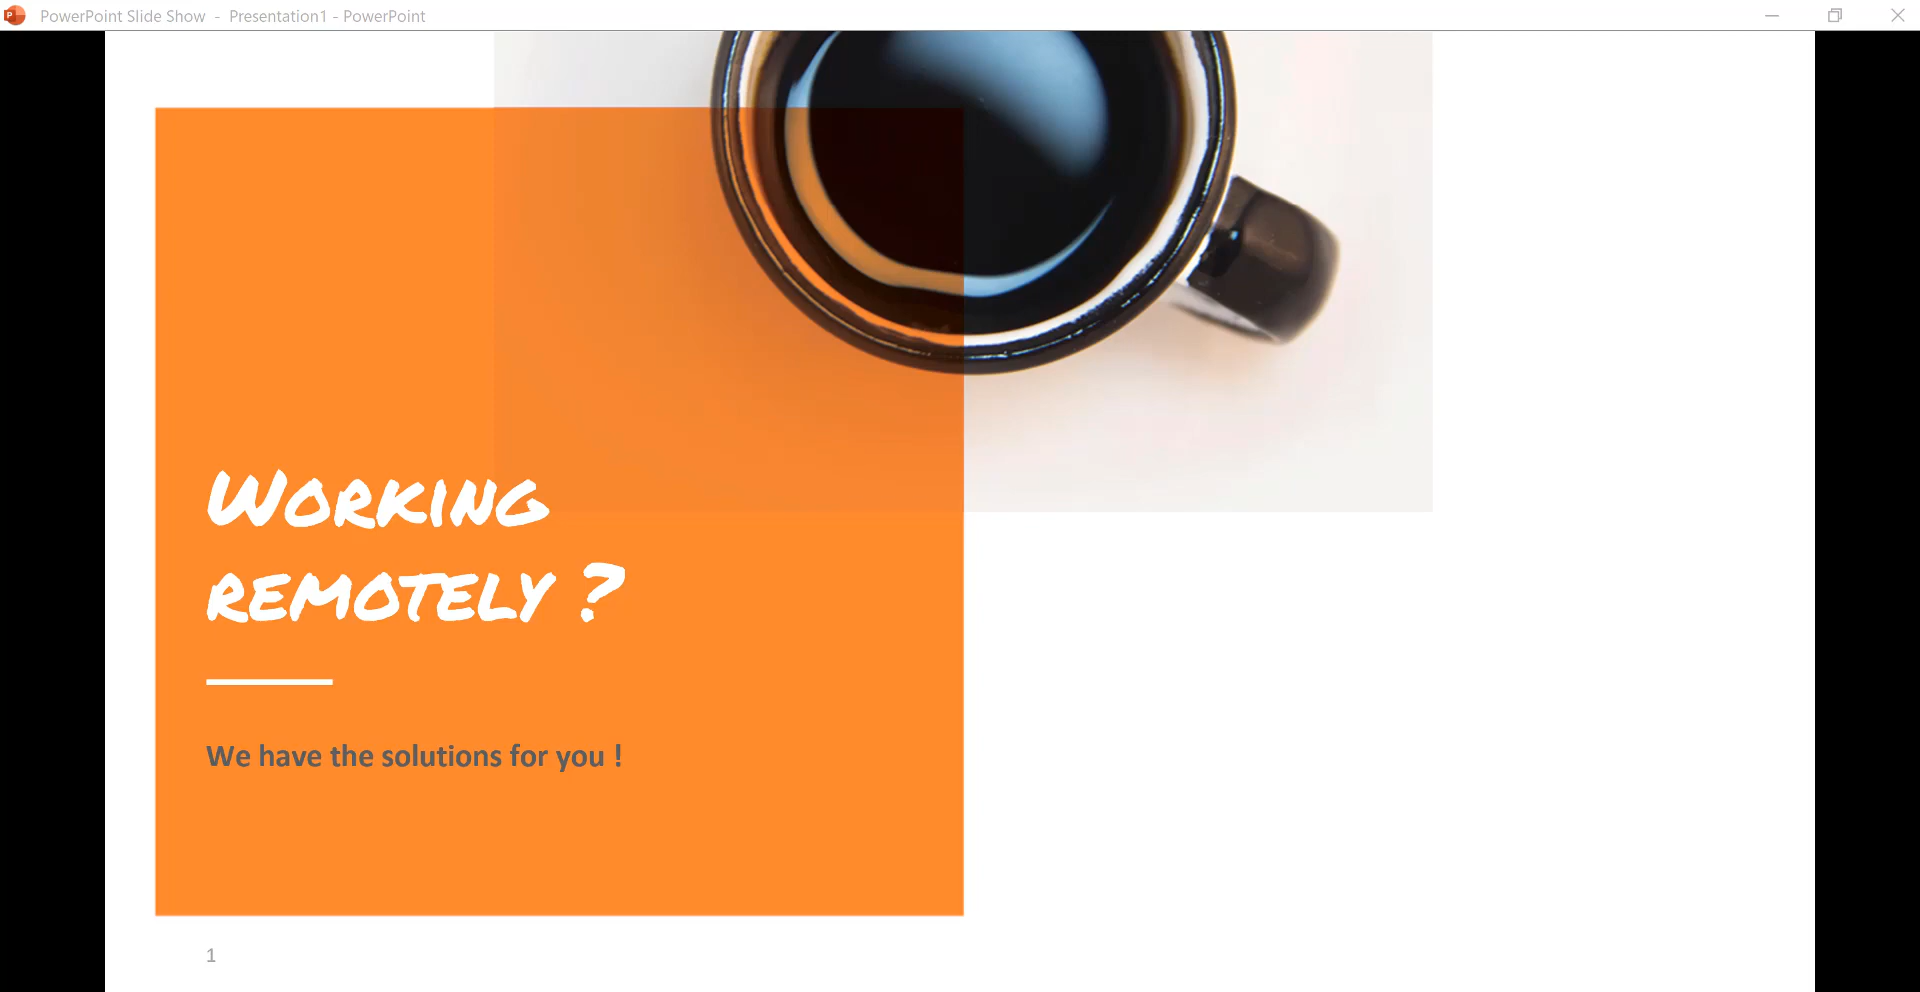 PowerPoint Slide Show - Presentation1 - PowerPoint
Working
remotely ?
We have the solutions for you !
1